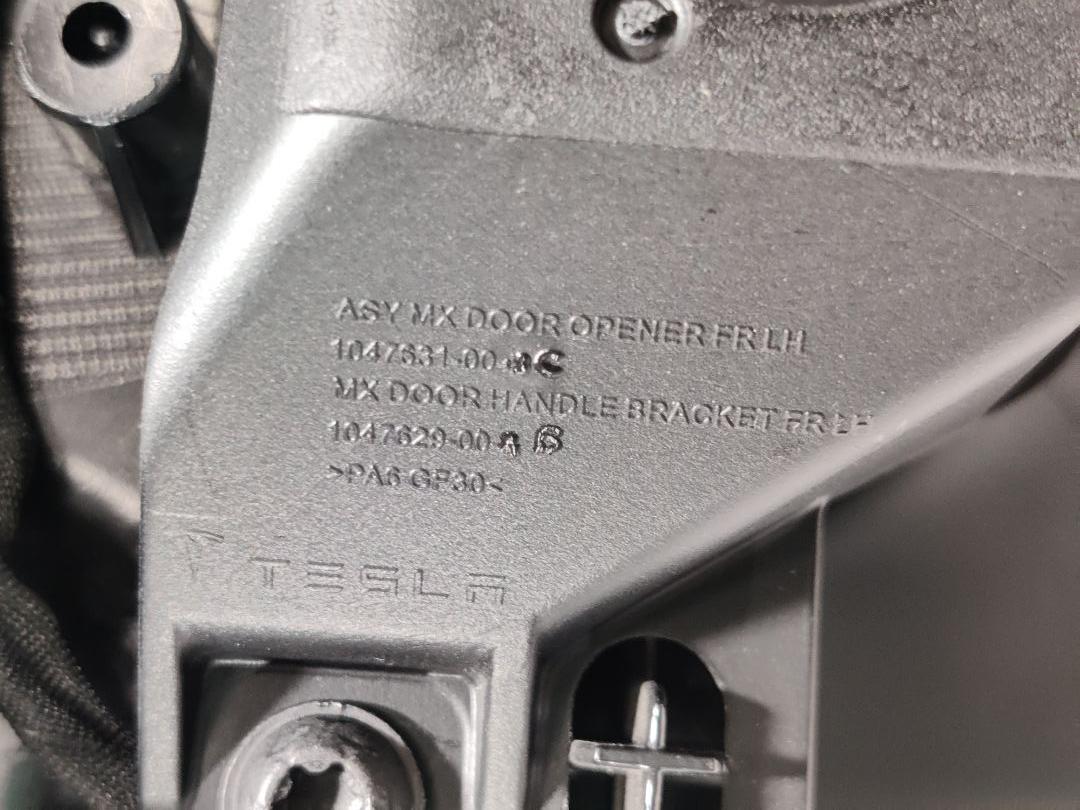 ASY MX DOOR OPENER FR LH
1047631-00 C
MX DOOR HANDLE BRACKET FR LH
1047629-00 B
>PA6 GF30<
TESLA